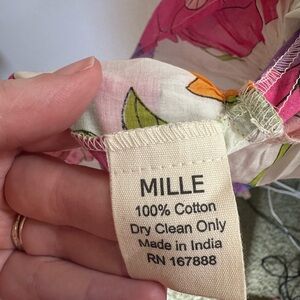 MILLE
100% Cotton
Dry Clean Only
Made in India
RN 167888